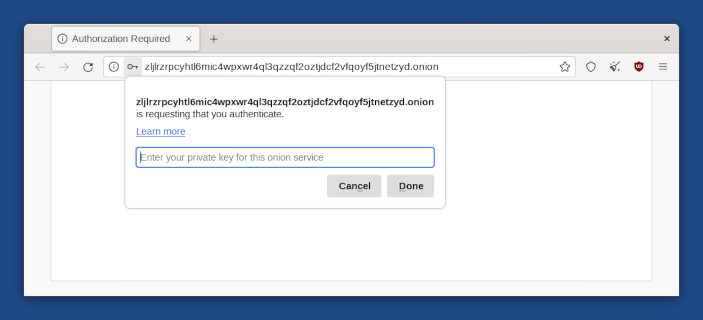 Authorization Required
zljlrzrpcyhtl6mic4wpxwr4ql3qzzqf2oztjdcf2vfqoyf5jtnetzyd.onion
zljlrzrpcyhtl6mic4wpxwr4ql3qzzqf2oztjdcf2vfqoyf5jtnetzyd.onion
is requesting that you authenticate.
Learn more
Enter your private key for this onion service
Cancel Done